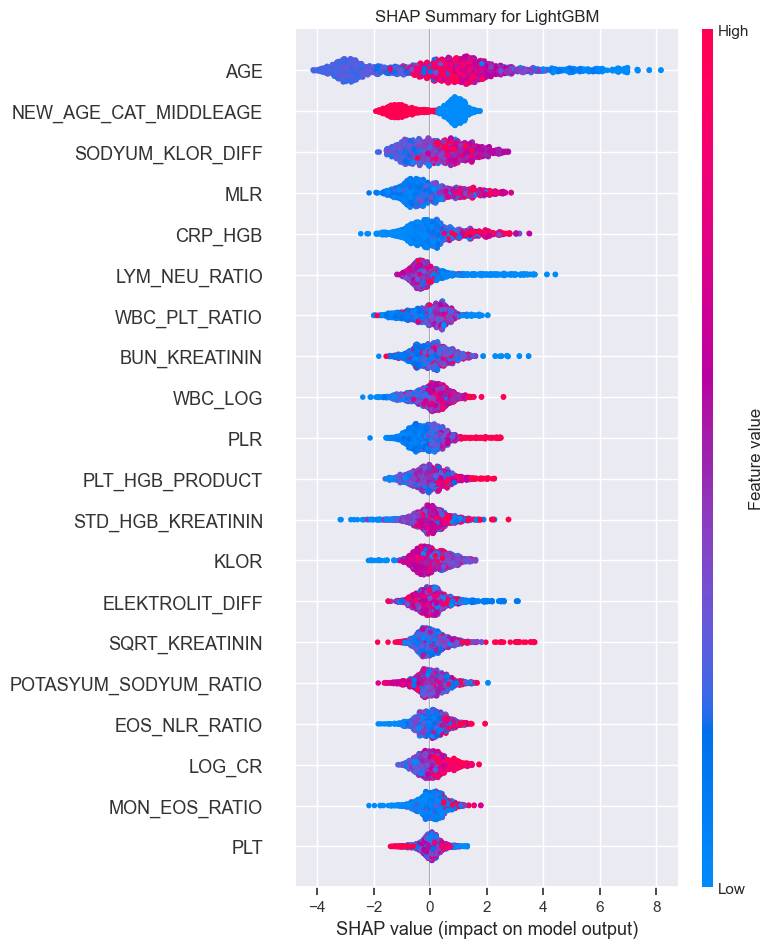 SHAP Summary for LightGBM
High
AGE
NEW_AGE_CAT_MIDDLEAGE
SODYUM_KLOR_DIFF
MLR
CRP_HGB
LYM_NEU_RATIO
WBC_PLT_RATIO
BUN_KREATININ
WBC_LOG
PLR
PLT_HGB_PRODUCT
STD_HGB_KREATININ
KLOR
ELEKTROLIT_DIFF
SQRT_KREATININ
POTASYUM_SODYUM_RATIO
EOS_NLR_RATIO
LOG_CR
MON_EOS_RATIO
PLT
Feature value
Low
−4 −2 0 2 4 6 8
SHAP value (impact on model output)